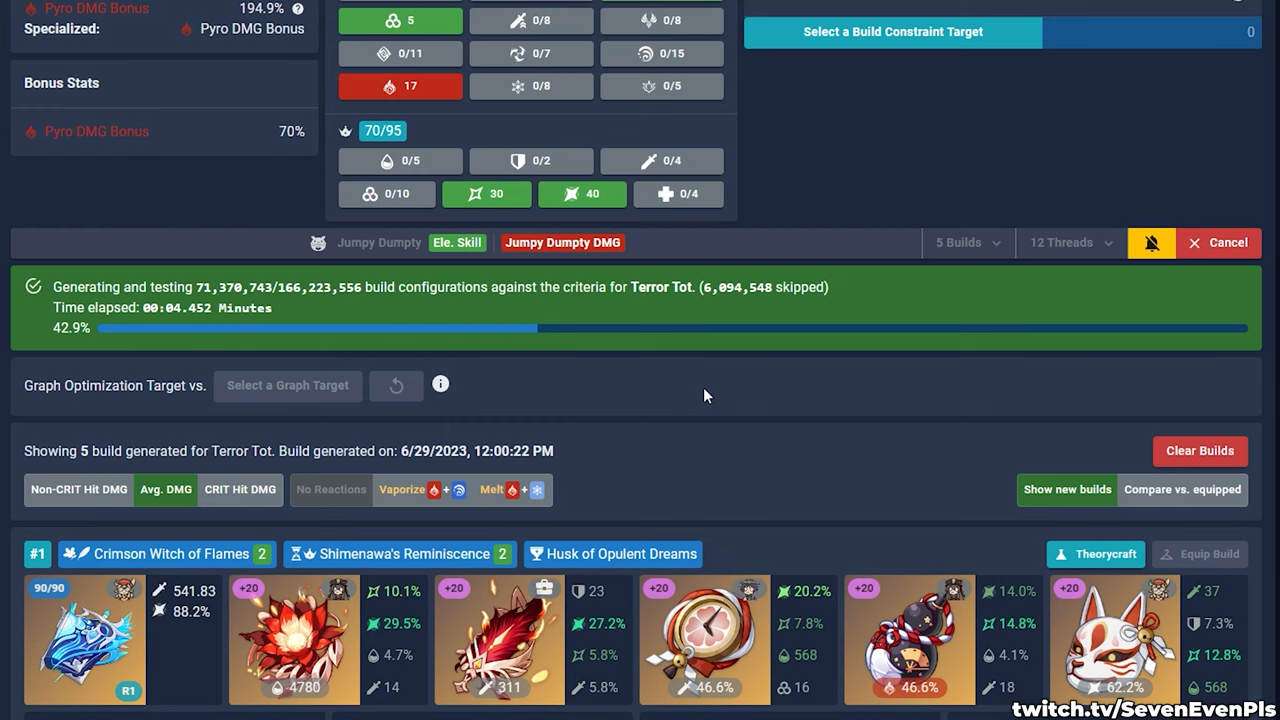 Pyro DMG Bonus 194.9%
Specialized: Pyro DMG Bonus
Bonus Stats
Pyro DMG Bonus 70%
5 0/8 0/8
0/11 0/7 0/15
17 0/8 0/5
70/95
0/5 0/2 0/4
0/10 30 40 0/4
Select a Build Constraint Target 0
Jumpy Dumpty Ele. Skill Jumpy Dumpty DMG 5 Builds 12 Threads Cancel
Generating and testing 71,370,743/166,223,556 build configurations against the criteria for Terror Tot. (6,094,548 skipped)
Time elapsed: 00:04.452 Minutes
42.9%
Graph Optimization Target vs. Select a Graph Target
Showing 5 build generated for Terror Tot. Build generated on: 6/29/2023, 12:00:22 PM Clear Builds
Non-CRIT Hit DMG Avg. DMG CRIT Hit DMG No Reactions Vaporize + Melt + Show new builds Compare vs. equipped
#1 Crimson Witch of Flames 2 Shimenawa's Reminiscence 2 Husk of Opulent Dreams Theorycraft Equip Build
90/90 541.83 +20 10.1% +20 23 +20 20.2% +20 14.0% +20 37
88.2% 29.5% 27.2% 7.8% 14.8% 7.3%
4.7% 5.8% 568 4.1% 12.8%
R1 4780 14 311 5.8% 46.6% 16 46.6% 18 62.2% 568
twitch.tv/SevenEvenPls